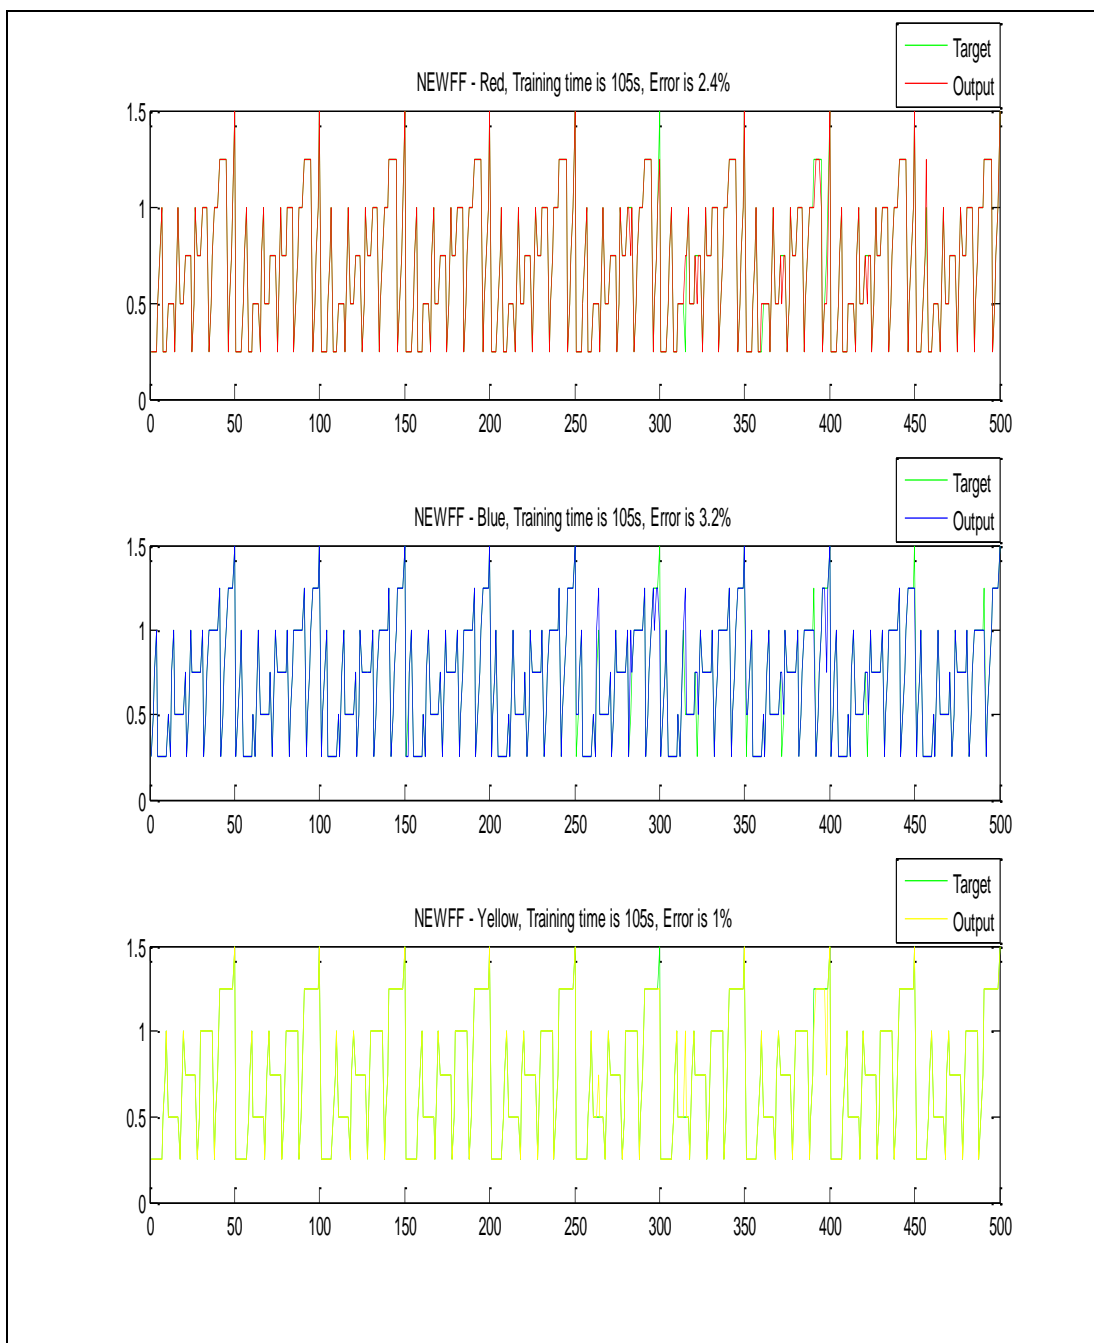 Target
Output
NEWFF - Red, Training time is 105s, Error is 2.4%
1.5
1
0.5
0
0 50 100 150 200 250 300 350 400 450 500
Target
Output
NEWFF - Blue, Training time is 105s, Error is 3.2%
1.5
1
0.5
0
0 50 100 150 200 250 300 350 400 450 500
Target
Output
NEWFF - Yellow, Training time is 105s, Error is 1%
1.5
1
0.5
0
0 50 100 150 200 250 300 350 400 450 500